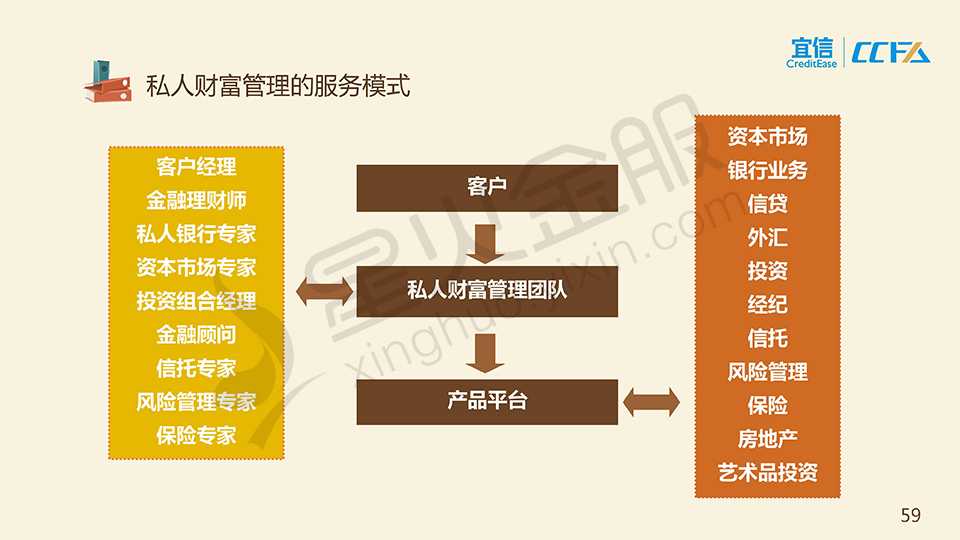 宜信
CreditEase
CCFA
私人财富管理的服务模式
客户经理
金融理财师
私人银行专家
资本市场专家
投资组合经理
金融顾问
信托专家
风险管理专家
保险专家
客户
私人财富管理团队
产品平台
资本市场
银行业务
信贷
外汇
投资
经纪
信托
风险管理
保险
房地产
艺术品投资
星火金服
59